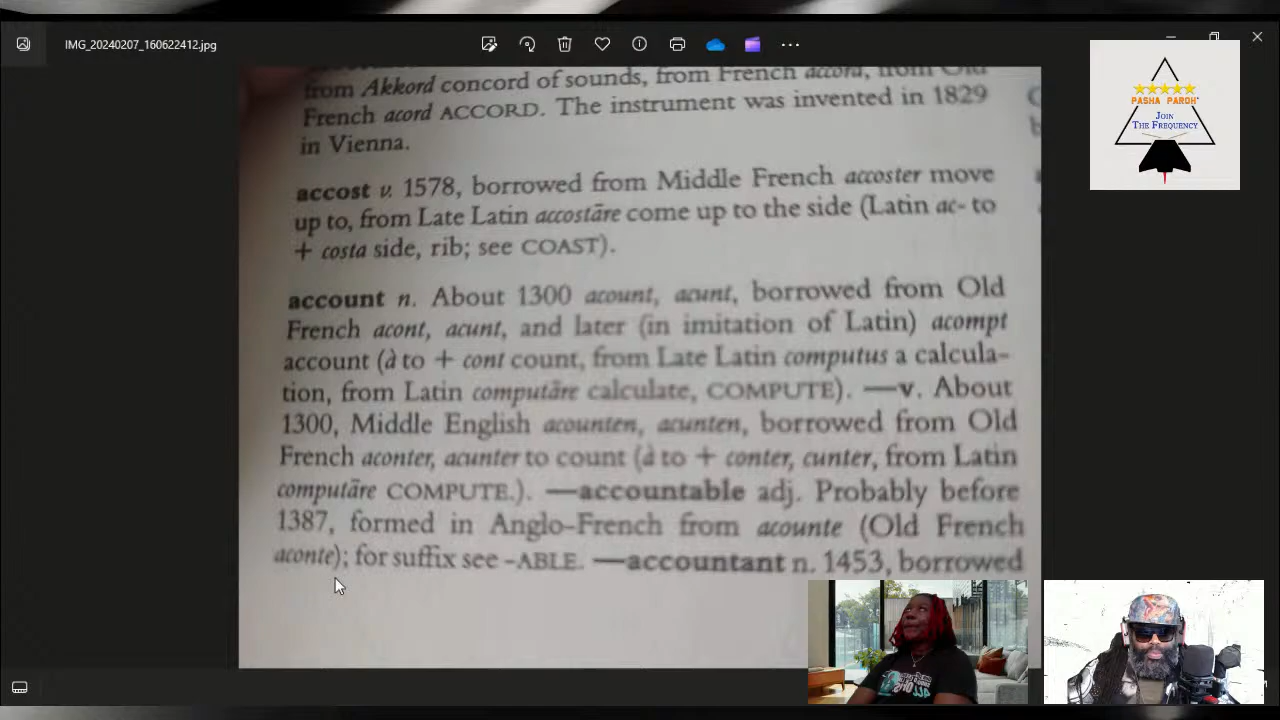 IMG_20240207_160622412.jpg
PASHA PAROH'
JOIN
THE FREQUENCY
from Akkord concord of sounds, from French accord, from Old
French acord ACCORD. The instrument was invented in 1829
in Vienna.
accost v. 1578, borrowed from Middle French accoster move
up to, from Late Latin accostāre come up to the side (Latin ac- to
+ costa side, rib; see COAST).
account n. About 1300 acount, acunt, borrowed from Old
French acont, acunt, and later (in imitation of Latin) acompt
account (à to + cont count, from Late Latin computus a calcula-
tion, from Latin computāre calculate, COMPUTE). —v. About
1300, Middle English acounten, acunten, borrowed from Old
French aconter, acunter to count (à to + conter, cunter, from Latin
computāre COMPUTE.). —accountable adj. Probably before
1387, formed in Anglo-French from acounte (Old French
aconte); for suffix see -ABLE. —accountant n. 1453, borrowed